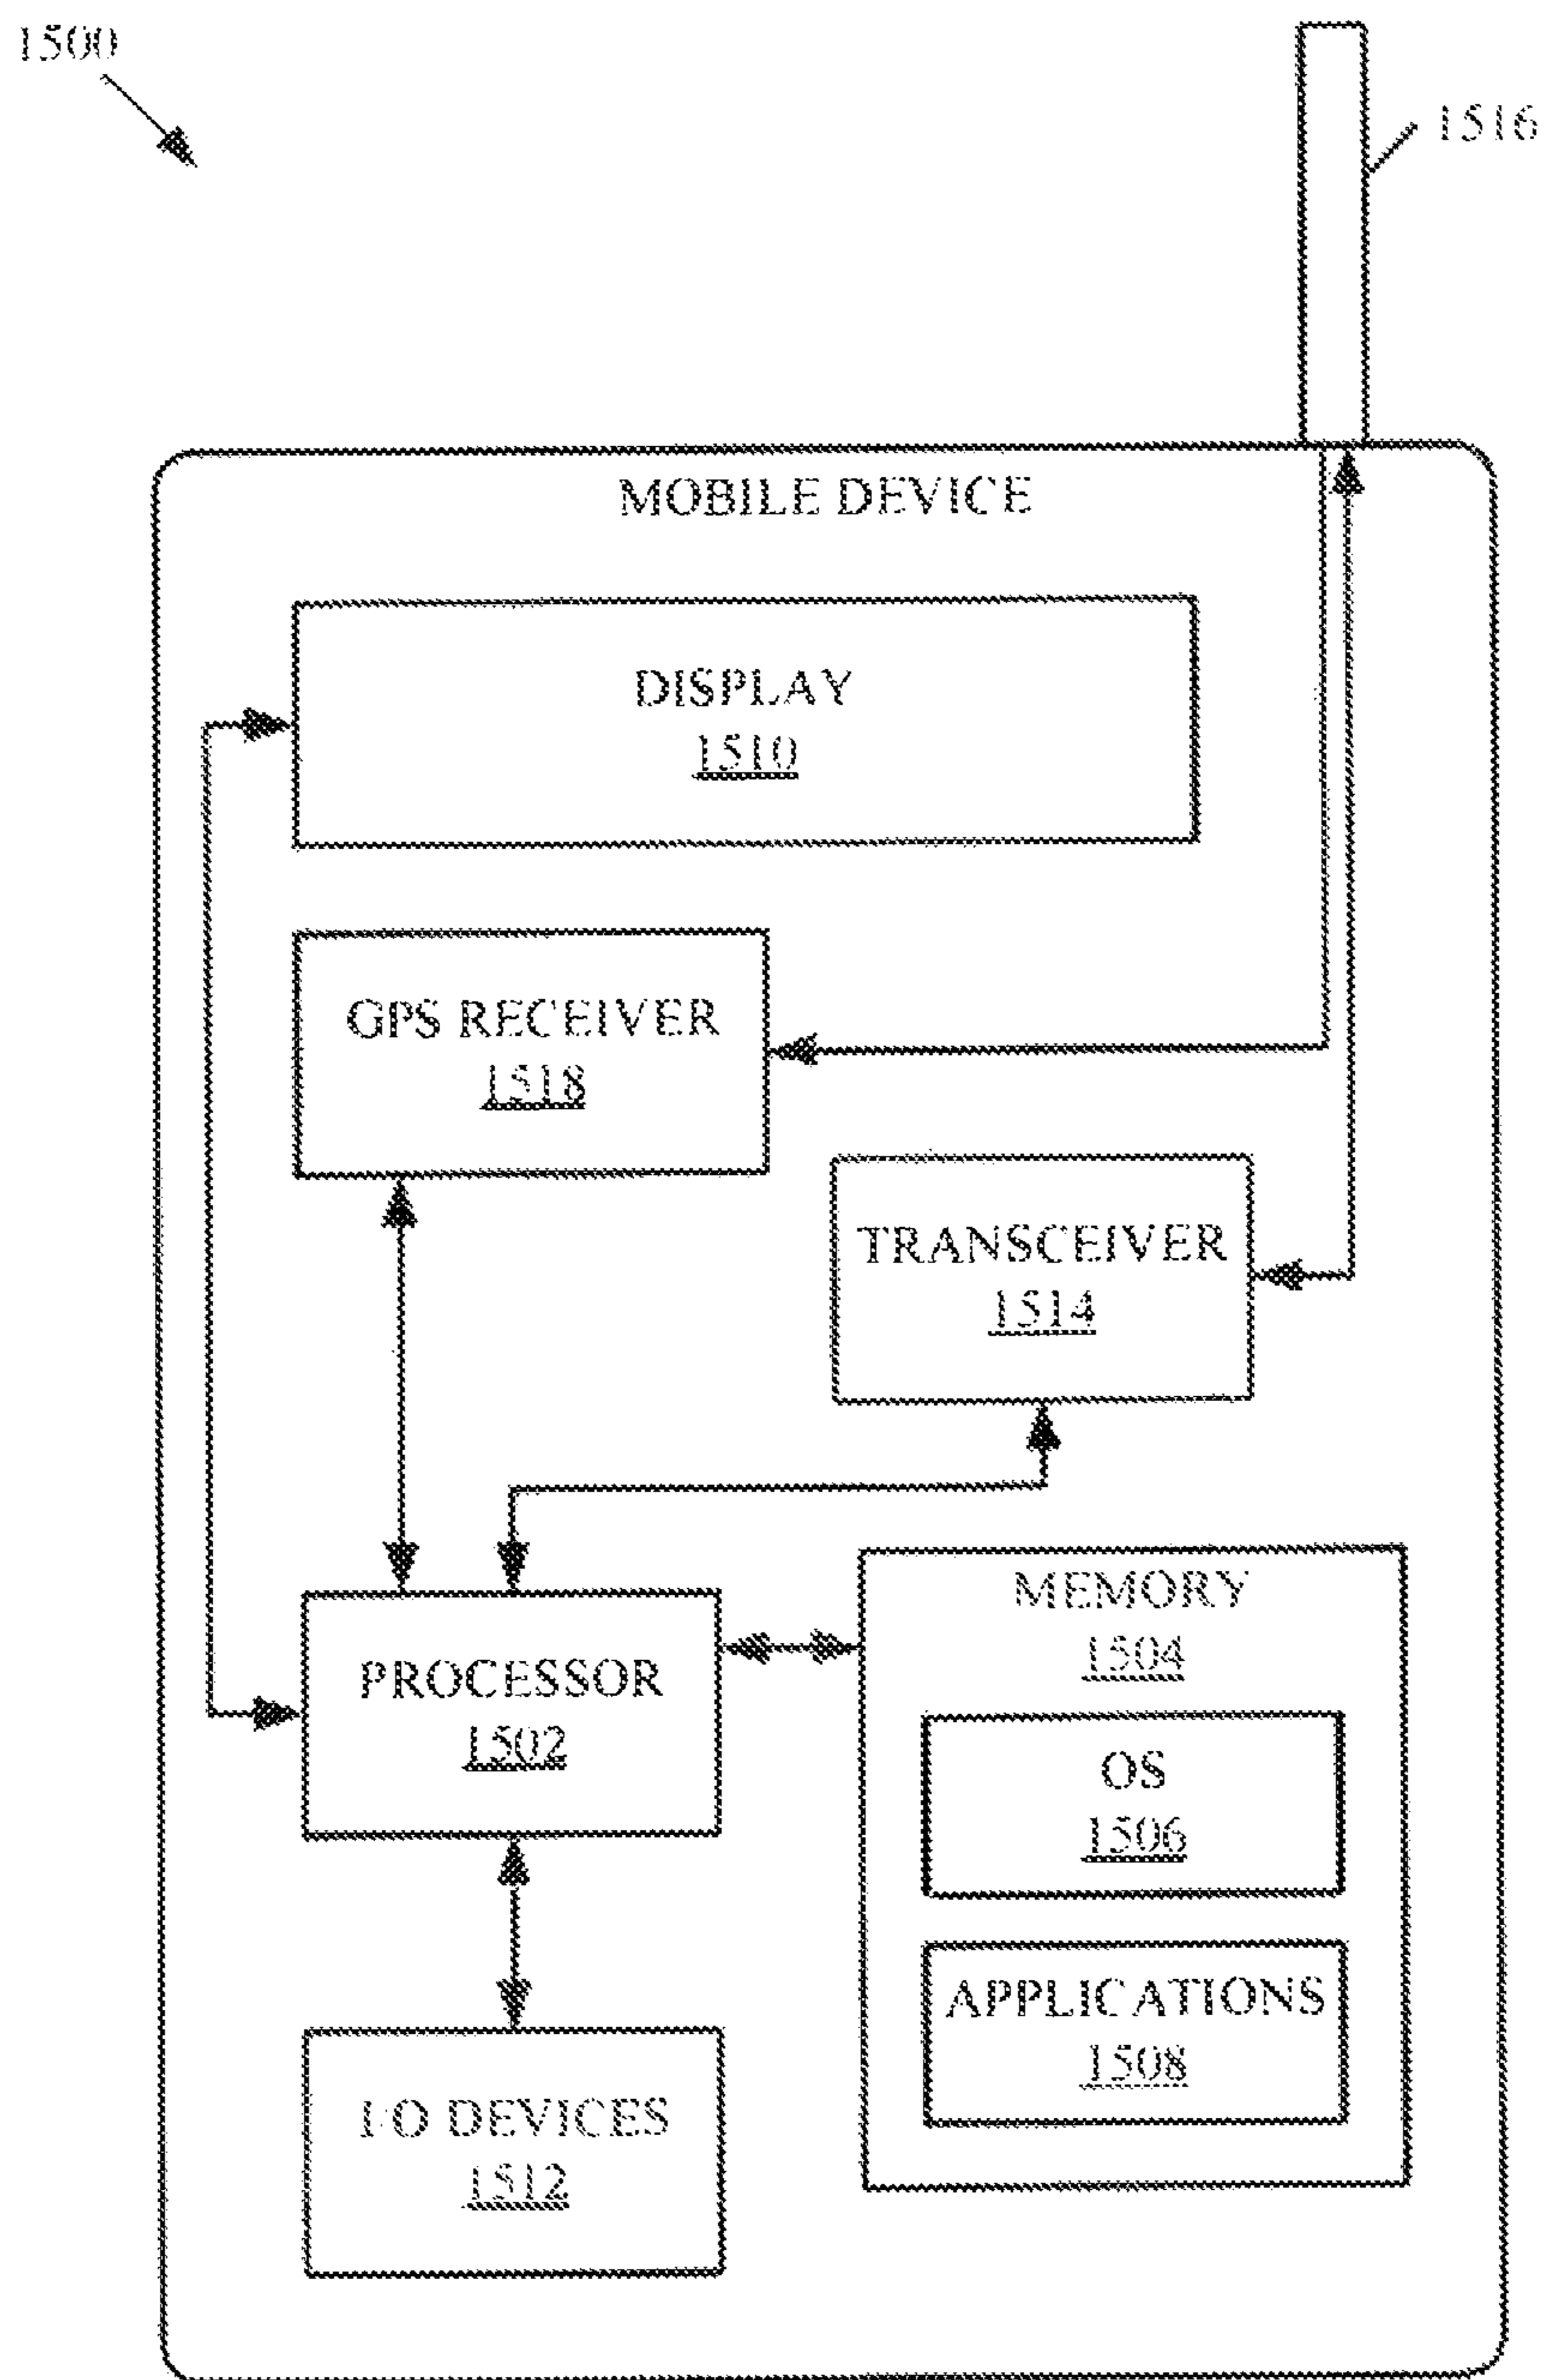 1500
1516
MOBILE DEVICE
DISPLAY
1510
GPS RECEIVER
1518
TRANSCEIVER
1514
PROCESSOR
1502
MEMORY
1504
OS
1506
APPLICATIONS
1508
I/O DEVICES
1512